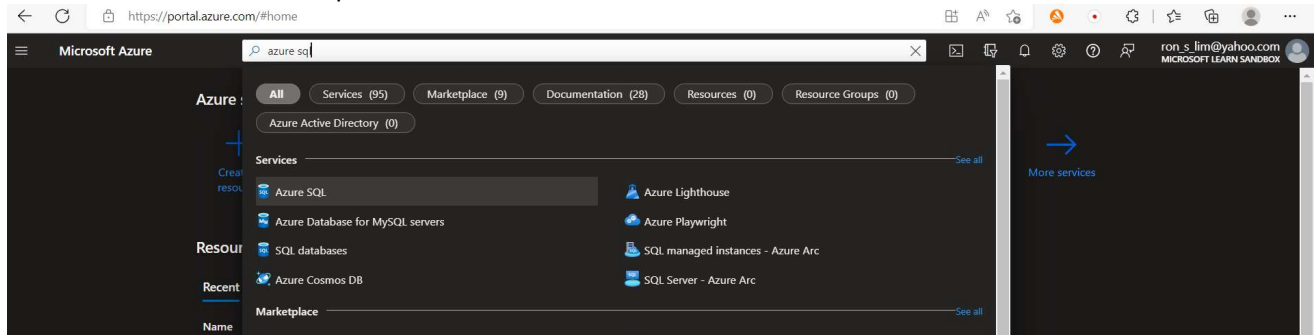 https://portal.azure.com/#home
Microsoft Azure
azure sql
ron_s_lim@yahoo.com
MICROSOFT LEARN SANDBOX
Azure
All
Services (95)
Marketplace (9)
Documentation (28)
Resources (0)
Resource Groups (0)
Azure Active Directory (0)
Services
See all
More services
Azure SQL
Azure Lighthouse
Azure Database for MySQL servers
Azure Playwright
SQL databases
SQL managed instances - Azure Arc
Azure Cosmos DB
SQL Server - Azure Arc
Recent
Marketplace
See all
Name